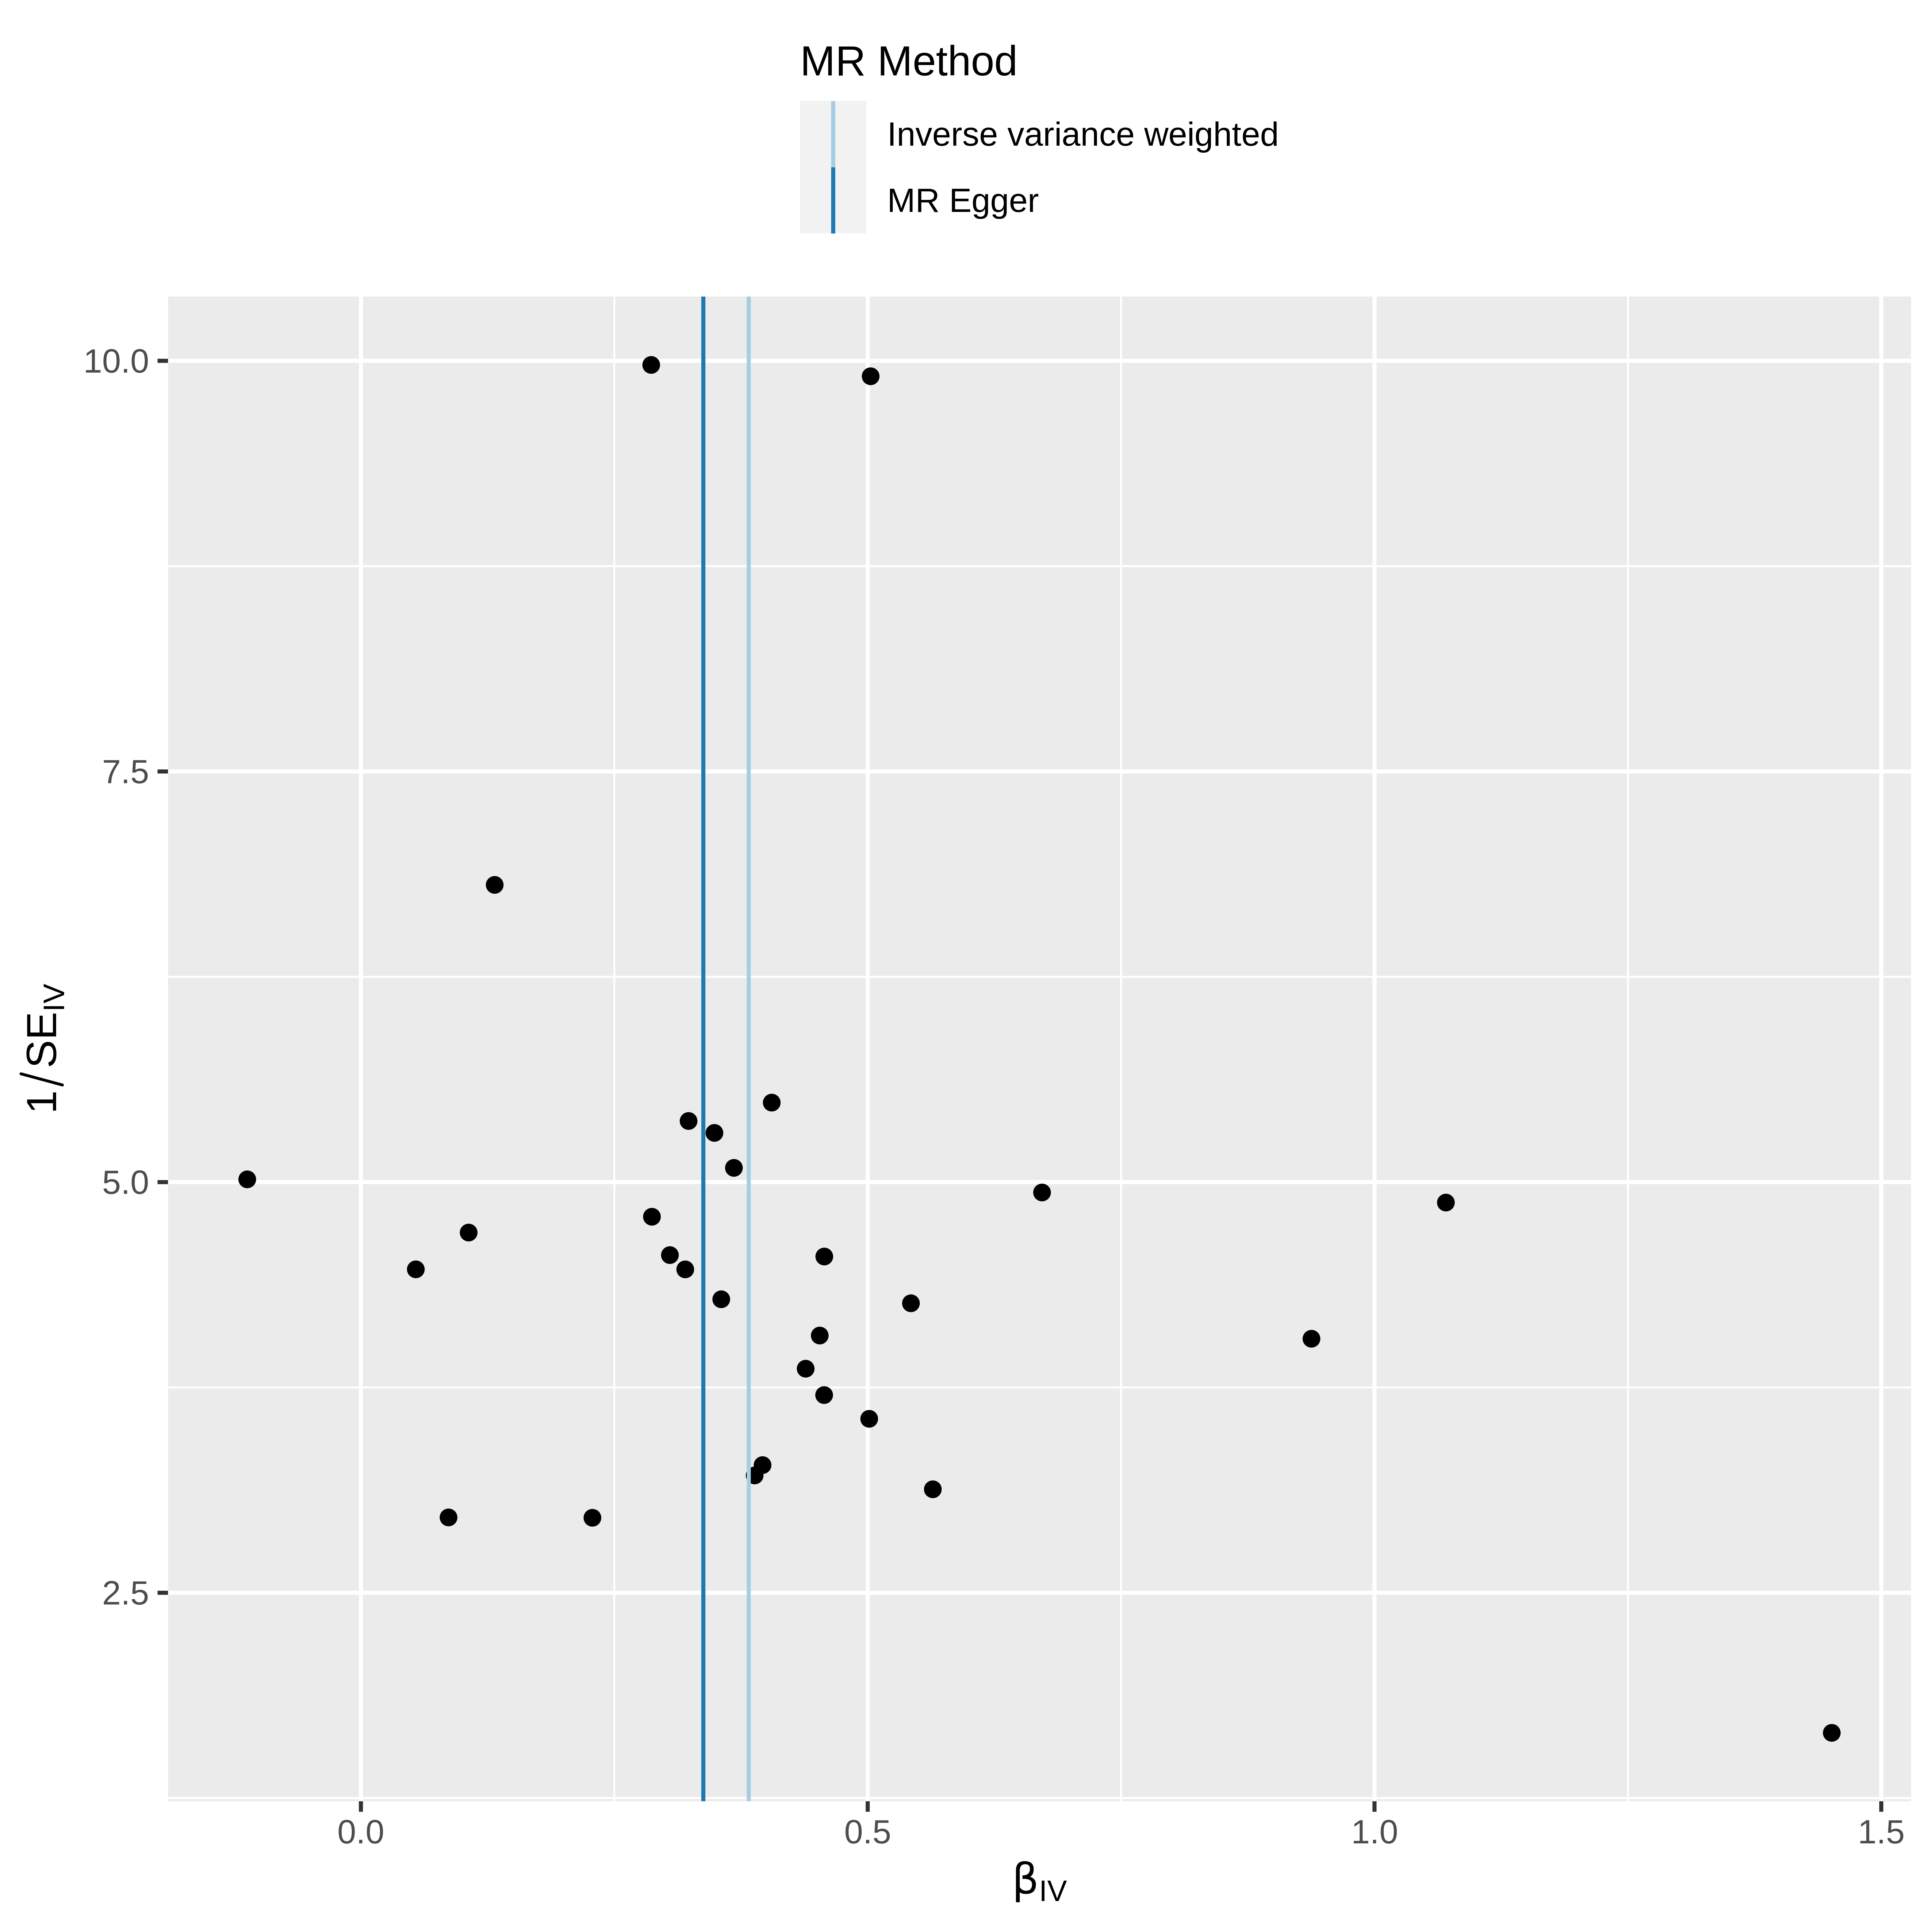 MR Method
Inverse variance weighted
MR Egger
10.0
7.5
5.0
2.5
1 / SEIV
0.0 0.5 1.0 1.5
βIV